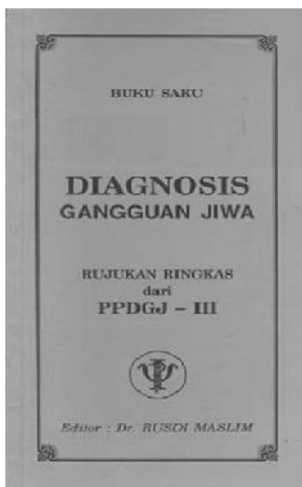 BUKU SAKU
DIAGNOSIS
GANGGUAN JIWA
RUJUKAN RINGKAS
dari
PPDGJ – III
Editor : Dr. RUSDI MASLIM